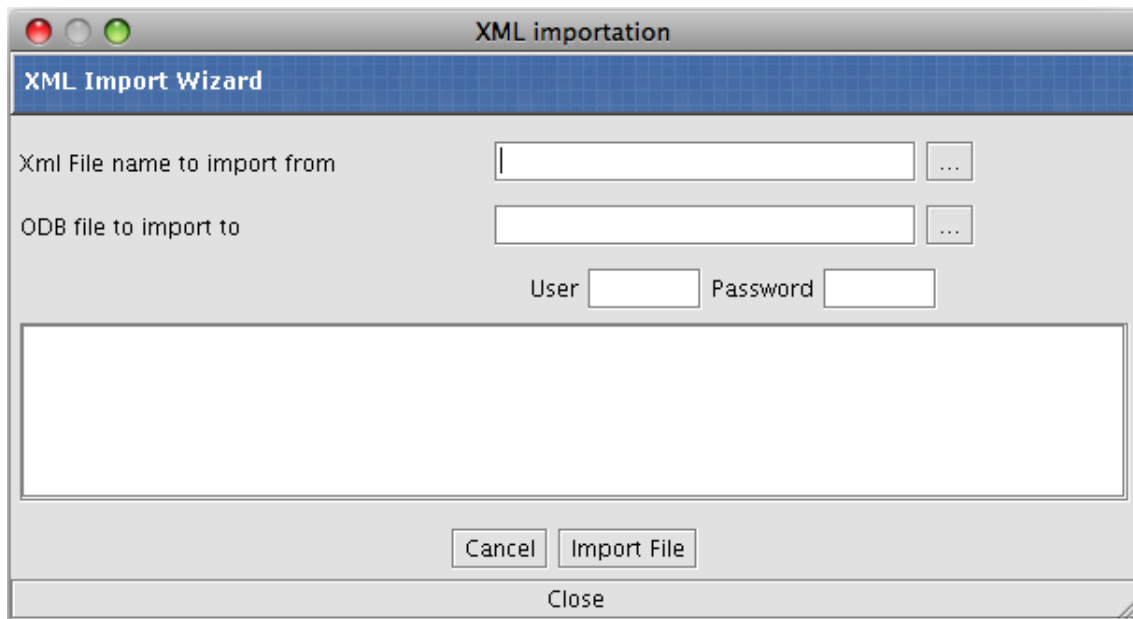 XML importation
XML Import Wizard
Xml File name to import from ...
ODB file to import to ...
User Password
Cancel Import File
Close